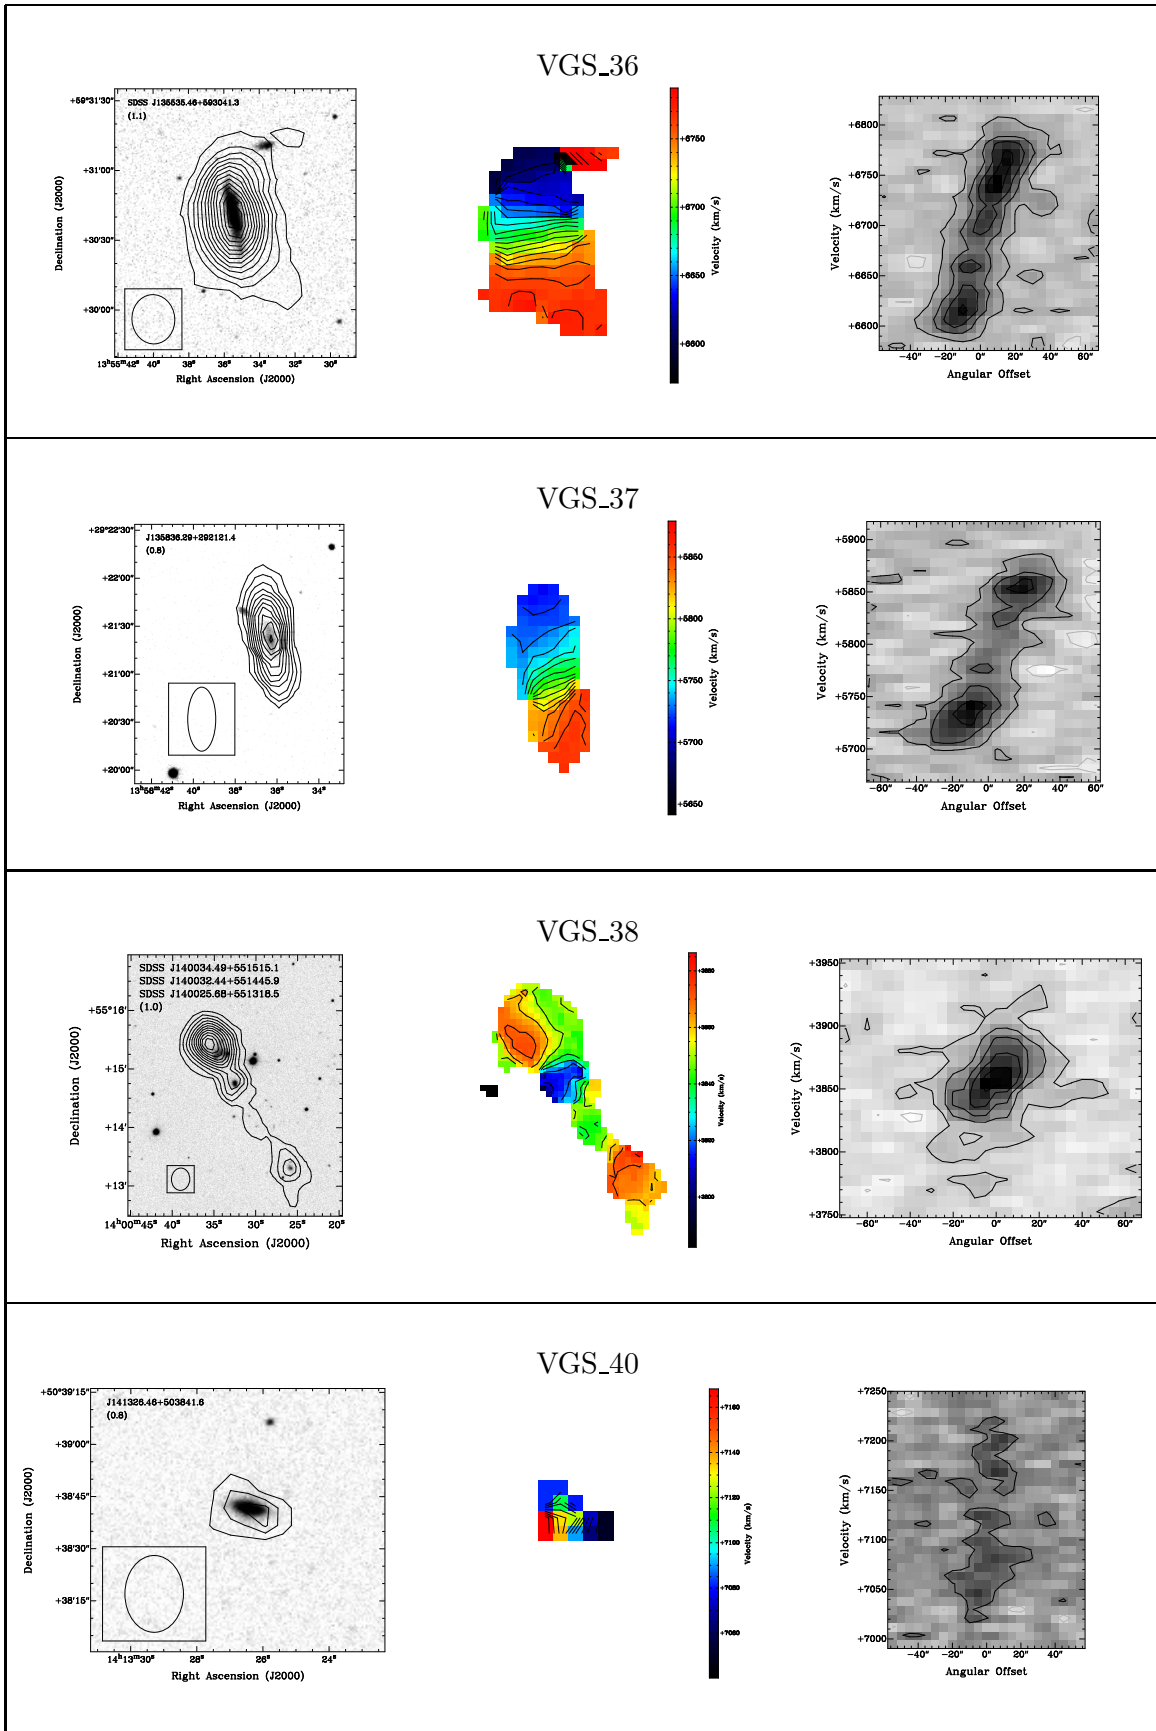 VGS_36
SDSS J135535.46+593041.3
(1.1)
+59°31'30"
+31'00"
+30'30"
+30'00"
Declination (J2000)
13h55m42s 40s 38s 36s 34s 32s 30s
Right Ascension (J2000)
+6750
+6700
+6650
+6600
Velocity (km/s)
+6800
+6750
+6700
+6650
+6600
Velocity (km/s)
−40" −20" 0" 20" 40" 60"
Angular Offset
VGS_37
J135836.29+292121.4
(0.8)
+29°22'30"
+22'00"
+21'30"
+21'00"
+20'30"
+20'00"
Declination (J2000)
40s 38s 36s 34s
Right Ascension (J2000)
+5850
+5800
+5750
+5700
+5650
Velocity (km/s)
+5900
+5850
+5800
+5750
+5700
Velocity (km/s)
−60" −40" −20" 0" 20" 40" 60"
Angular Offset
VGS_38
SDSS J140034.49+551515.1
SDSS J140032.44+551445.9
SDSS J140025.68+551318.5
(1.0)
+55°16'
+15'
+14'
+13'
Declination (J2000)
14h00m45s 40s 35s 30s 25s 20s
Right Ascension (J2000)
+3840
+3800
Velocity (km/s)
+3950
+3900
+3850
+3800
+3750
Velocity (km/s)
−60" −40" −20" 0" 20" 40" 60"
Angular Offset
VGS_40
J141326.46+503841.6
(0.8)
+50°39'15"
+39'00"
+38'45"
+38'30"
+38'15"
Declination (J2000)
14h13m30s 28s 26s 24s
Right Ascension (J2000)
+7160
+7140
+7120
+7100
+7080
+7060
Velocity (km/s)
+7250
+7200
+7150
+7100
+7050
+7000
Velocity (km/s)
−40" −20" 0" 20" 40"
Angular Offset